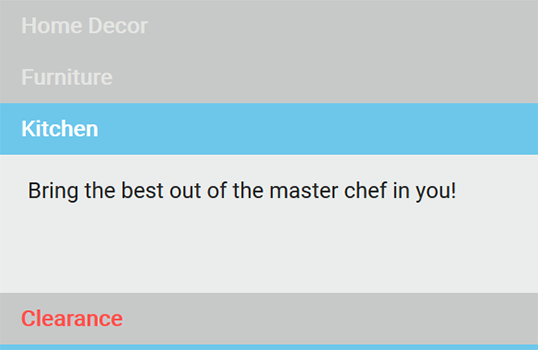 Home Decor
Furniture
Kitchen
Bring the best out of the master chef in you!
Clearance